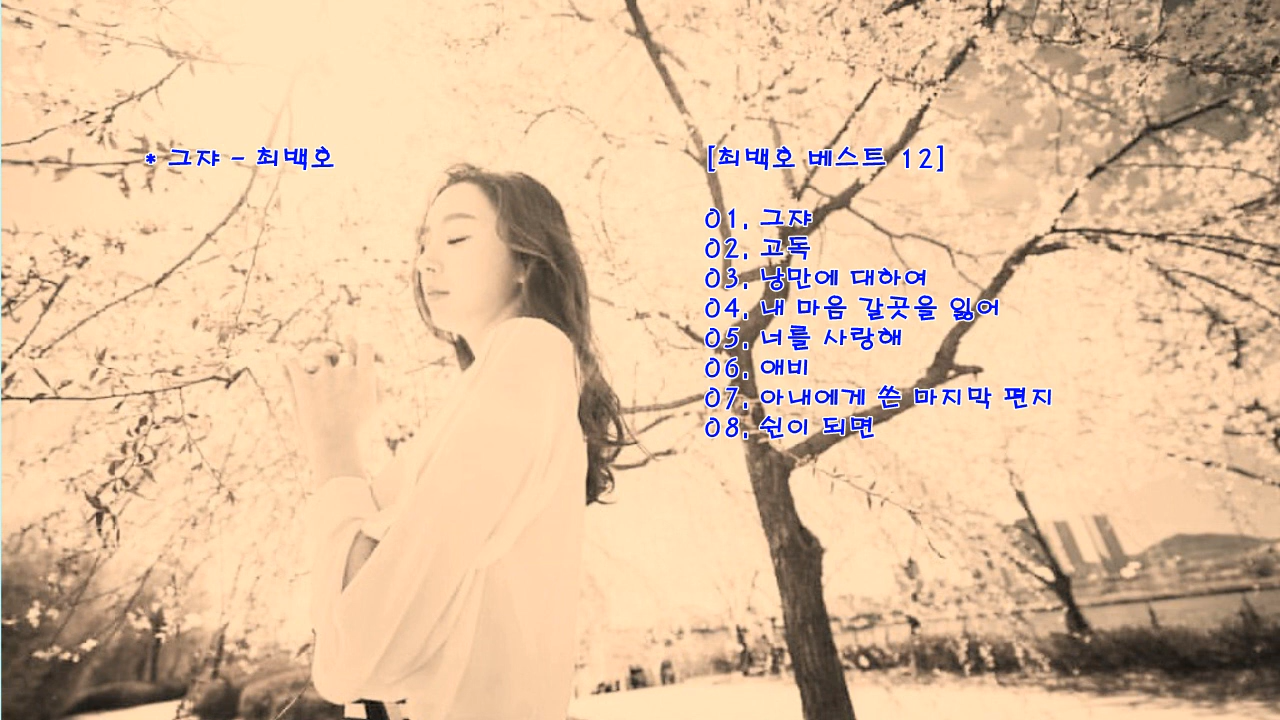 * 그쟈 - 최백호
[최백호 베스트 12]
01. 그쟈
02. 고독
03. 낭만에 대하여
04. 내 마음 갈곳을 잃어
05. 너를 사랑해
06. 애비
07. 아내에게 쓴 마지막 편지
08. 쉰이 되면